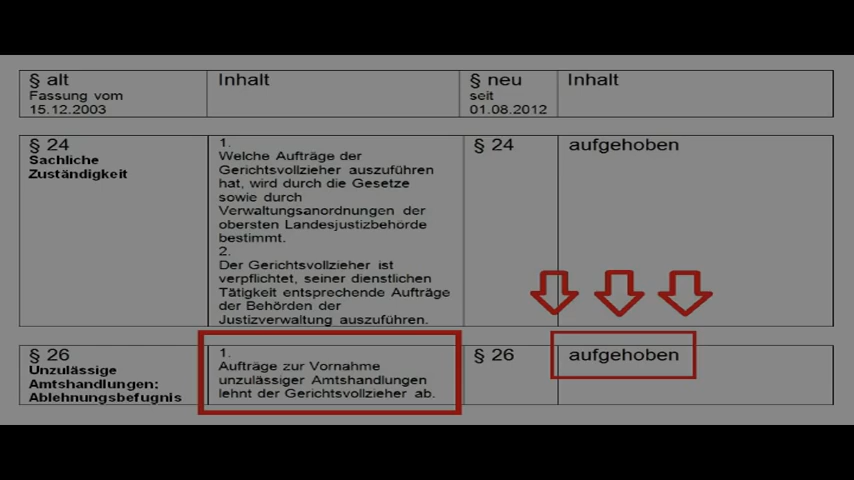 § alt
Fassung vom
15.12.2003
Inhalt
§ neu
seit
01.08.2012
Inhalt
§ 24
Sachliche
Zuständigkeit
1.
Welche Aufträge der
Gerichtsvollzieher auszuführen
hat, wird durch die Gesetze
sowie durch
Verwaltungsanordnungen der
obersten Landesjustizbehörde
bestimmt.
2.
Der Gerichtsvollzieher ist
verpflichtet, seiner dienstlichen
Tätigkeit entsprechende Aufträge
der Behörden der
Justizverwaltung auszuführen.
§ 24
aufgehoben
§ 26
Unzulässige
Amtshandlungen;
Ablehnungsbefugnis
1.
Aufträge zur Vornahme
unzulässiger Amtshandlungen
lehnt der Gerichtsvollzieher ab.
§ 26
aufgehoben